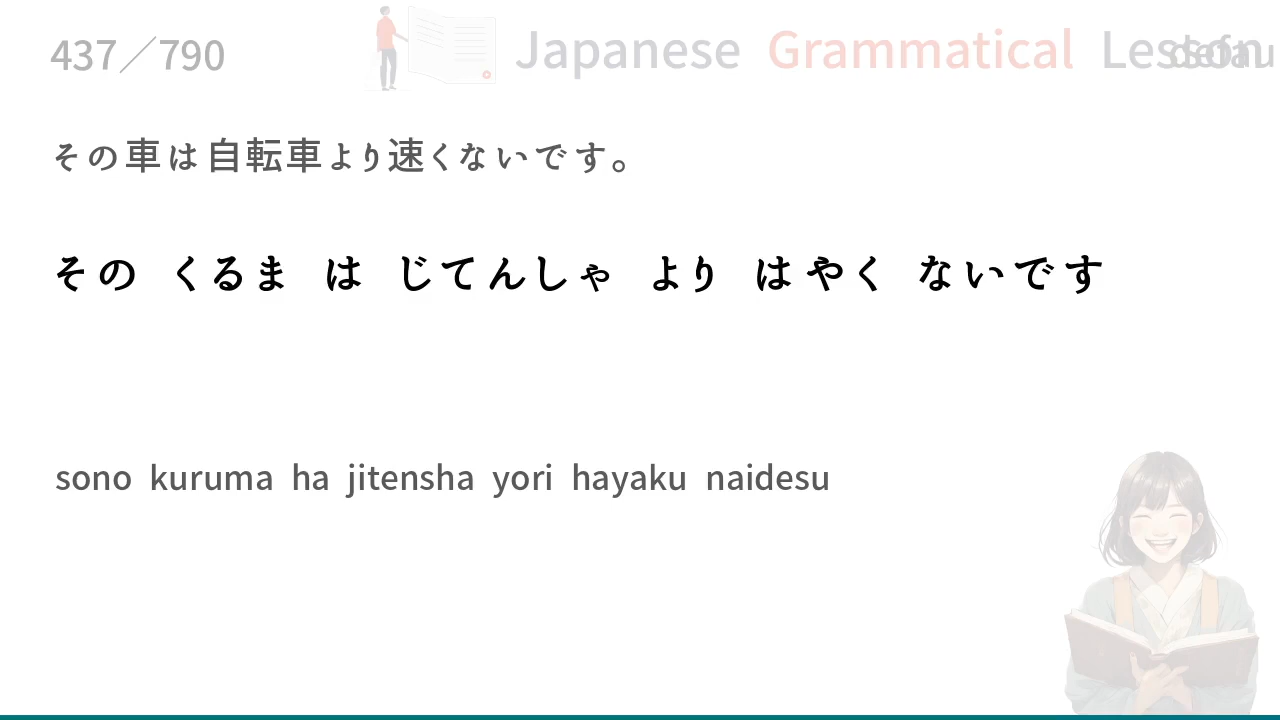 437／790
Japanese Grammatical Lesson
defau
その車は自転車より速くないです。
その くるま は じてんしゃ より はやく ないです
sono kuruma ha jitensha yori hayaku naidesu